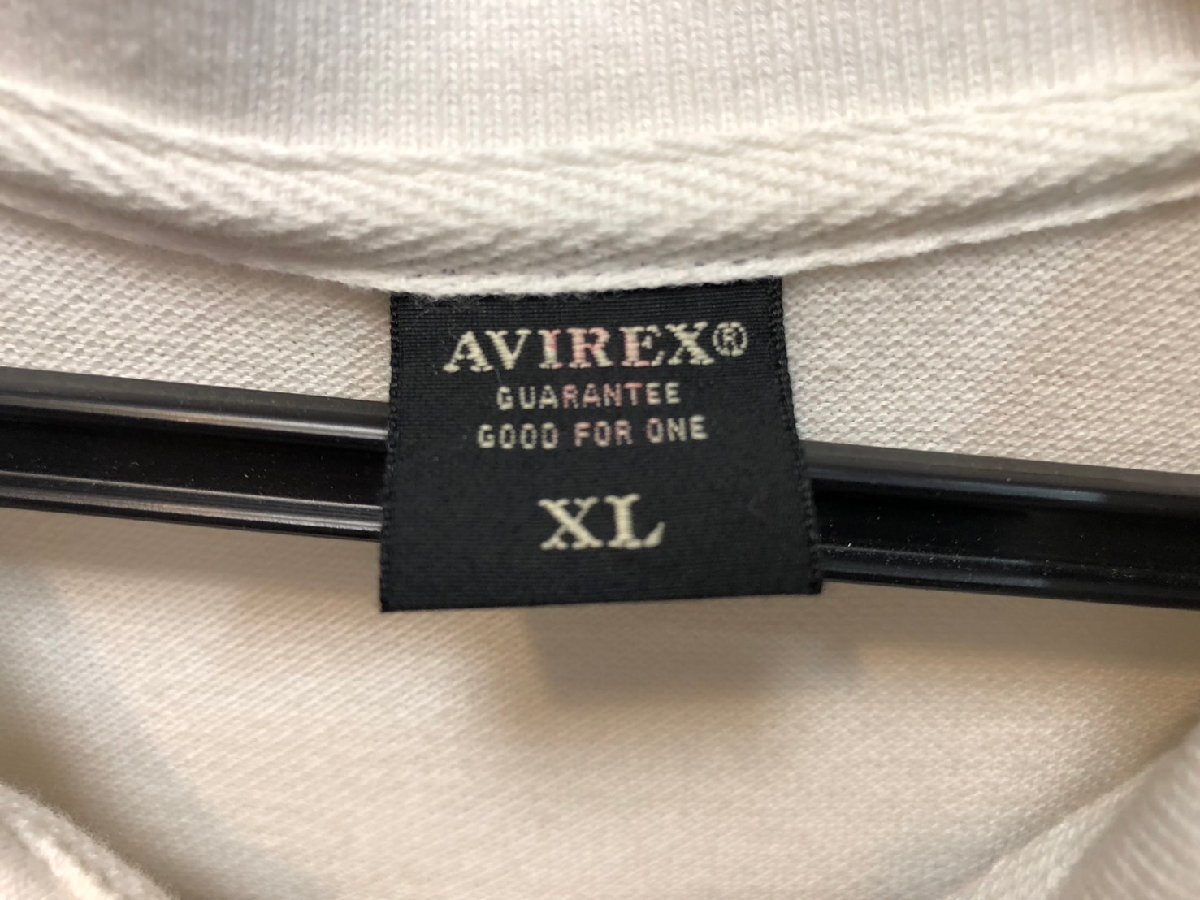 AVIREX®
GUARANTEE
GOOD FOR ONE
XL